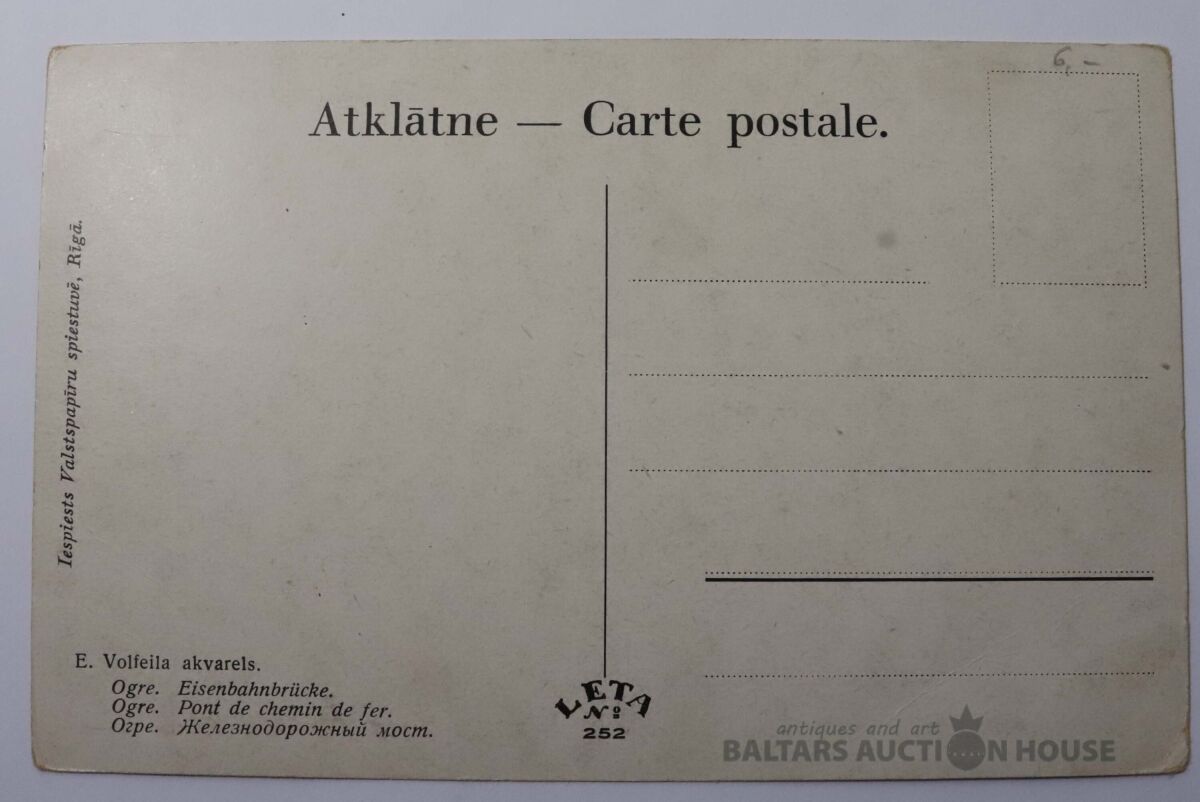 6,–
Atklātne — Carte postale.
Iespiests Valstspapīru spiestuvē, Rīgā.
E. Volfeila akvarels.
Ogre. Eisenbahnbrücke.
Ogre. Pont de chemin de fer.
Огре. Железнодорожный мост.
LETA
№
252
antiques and art
BALTARS AUCTION HOUSE